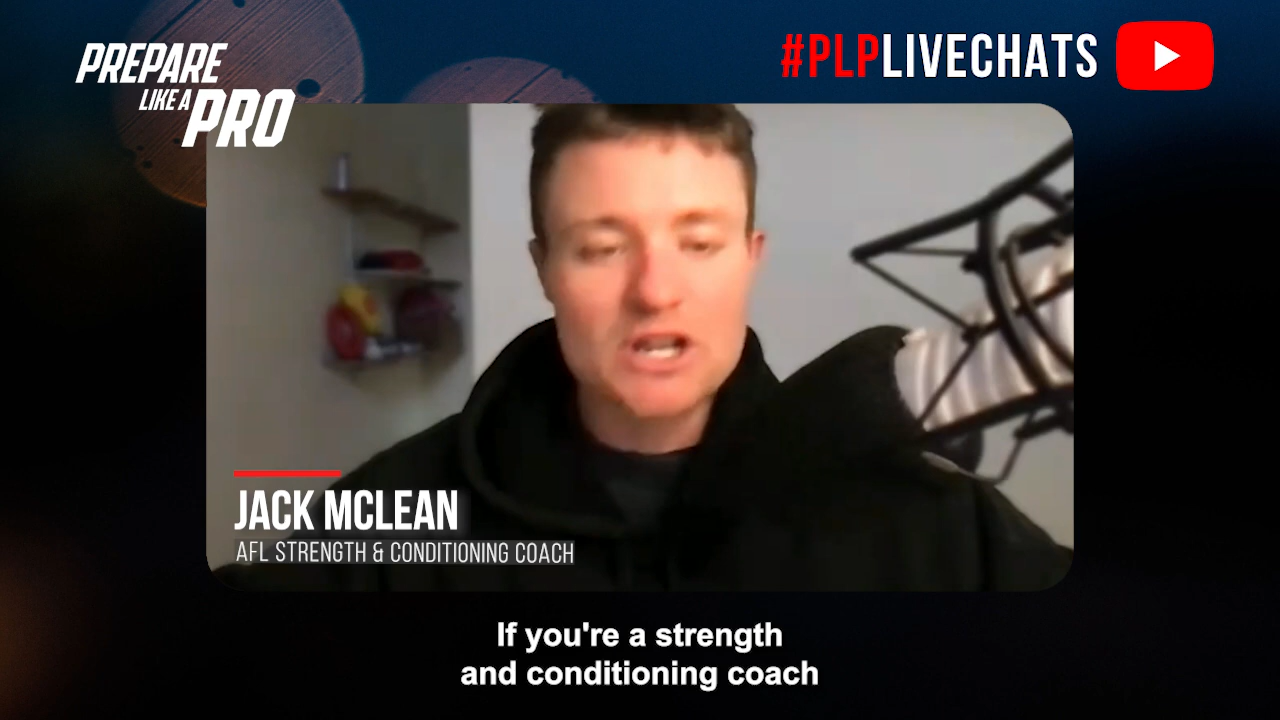 PREPARE
LIKE A
PRO
#PLPLIVECHATS
JACK MCLEAN
AFL STRENGTH & CONDITIONING COACH
If you're a strength
and conditioning coach